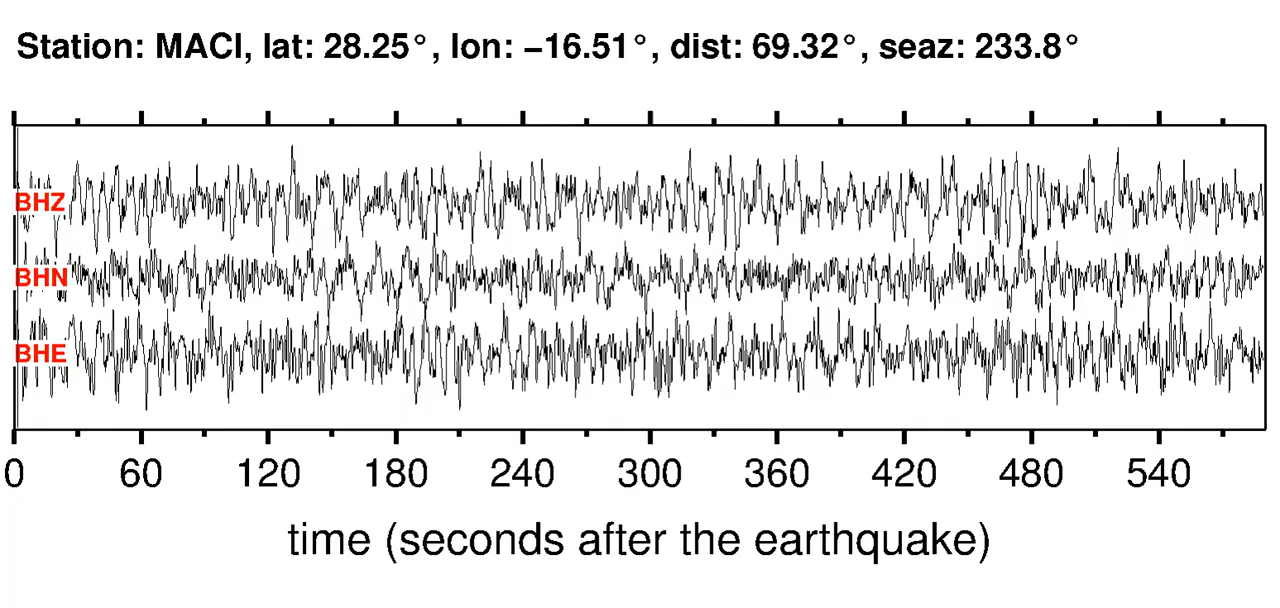 Station: MACI, lat: 28.25°, lon: −16.51°, dist: 69.32°, seaz: 233.8°
BHZ
BHN
BHE
0 60 120 180 240 300 360 420 480 540
time (seconds after the earthquake)